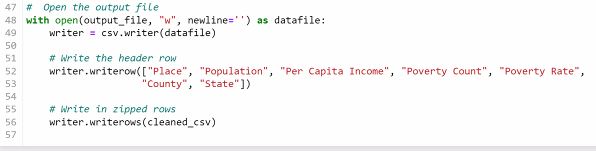 47 #  Open the output file
48 with open(output_file, "w", newline='') as datafile:
49     writer = csv.writer(datafile)
50
51     # Write the header row
52     writer.writerow(["Place", "Population", "Per Capita Income", "Poverty Count", "Poverty Rate",
53                     "County", "State"])
54
55     # Write in zipped rows
56     writer.writerows(cleaned_csv)
57